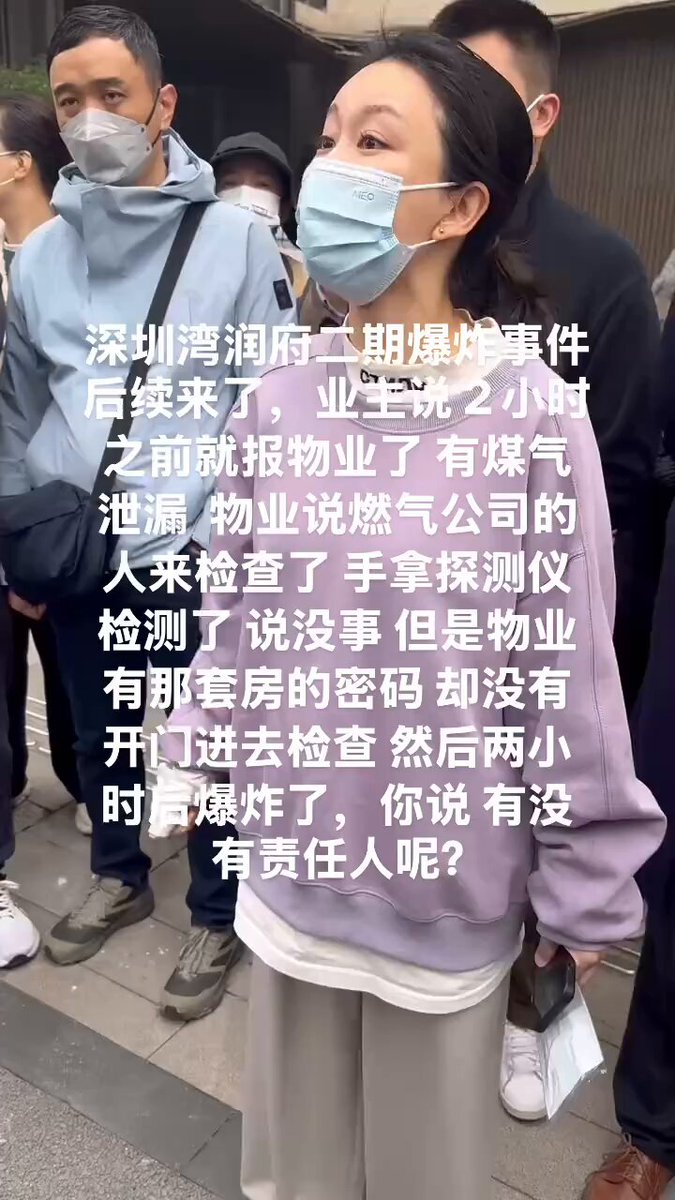 MEO
深圳湾润府二期爆炸事件
后续来了，业主说 2小时
之前就报物业了 有煤气
泄漏 物业说燃气公司的
人来检查了 手拿探测仪
检测了 说没事 但是物业
有那套房的密码 却没有
开门进去检查 然后两小
时后爆炸了，你说 有没
有责任人呢？